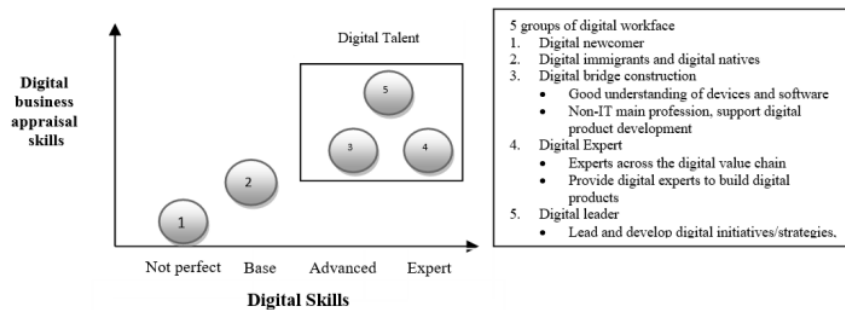 Digital Talent
Digital
business
appraisal
skills
5
3
4
2
1
Not perfect
Base
Advanced
Expert
Digital Skills
5 groups of digital workface
1. Digital newcomer
2. Digital immigrants and digital natives
3. Digital bridge construction
• Good understanding of devices and software
• Non-IT main profession, support digital
product development
4. Digital Expert
• Experts across the digital value chain
• Provide digital experts to build digital
products
5. Digital leader
• Lead and develop digital initiatives/strategies.